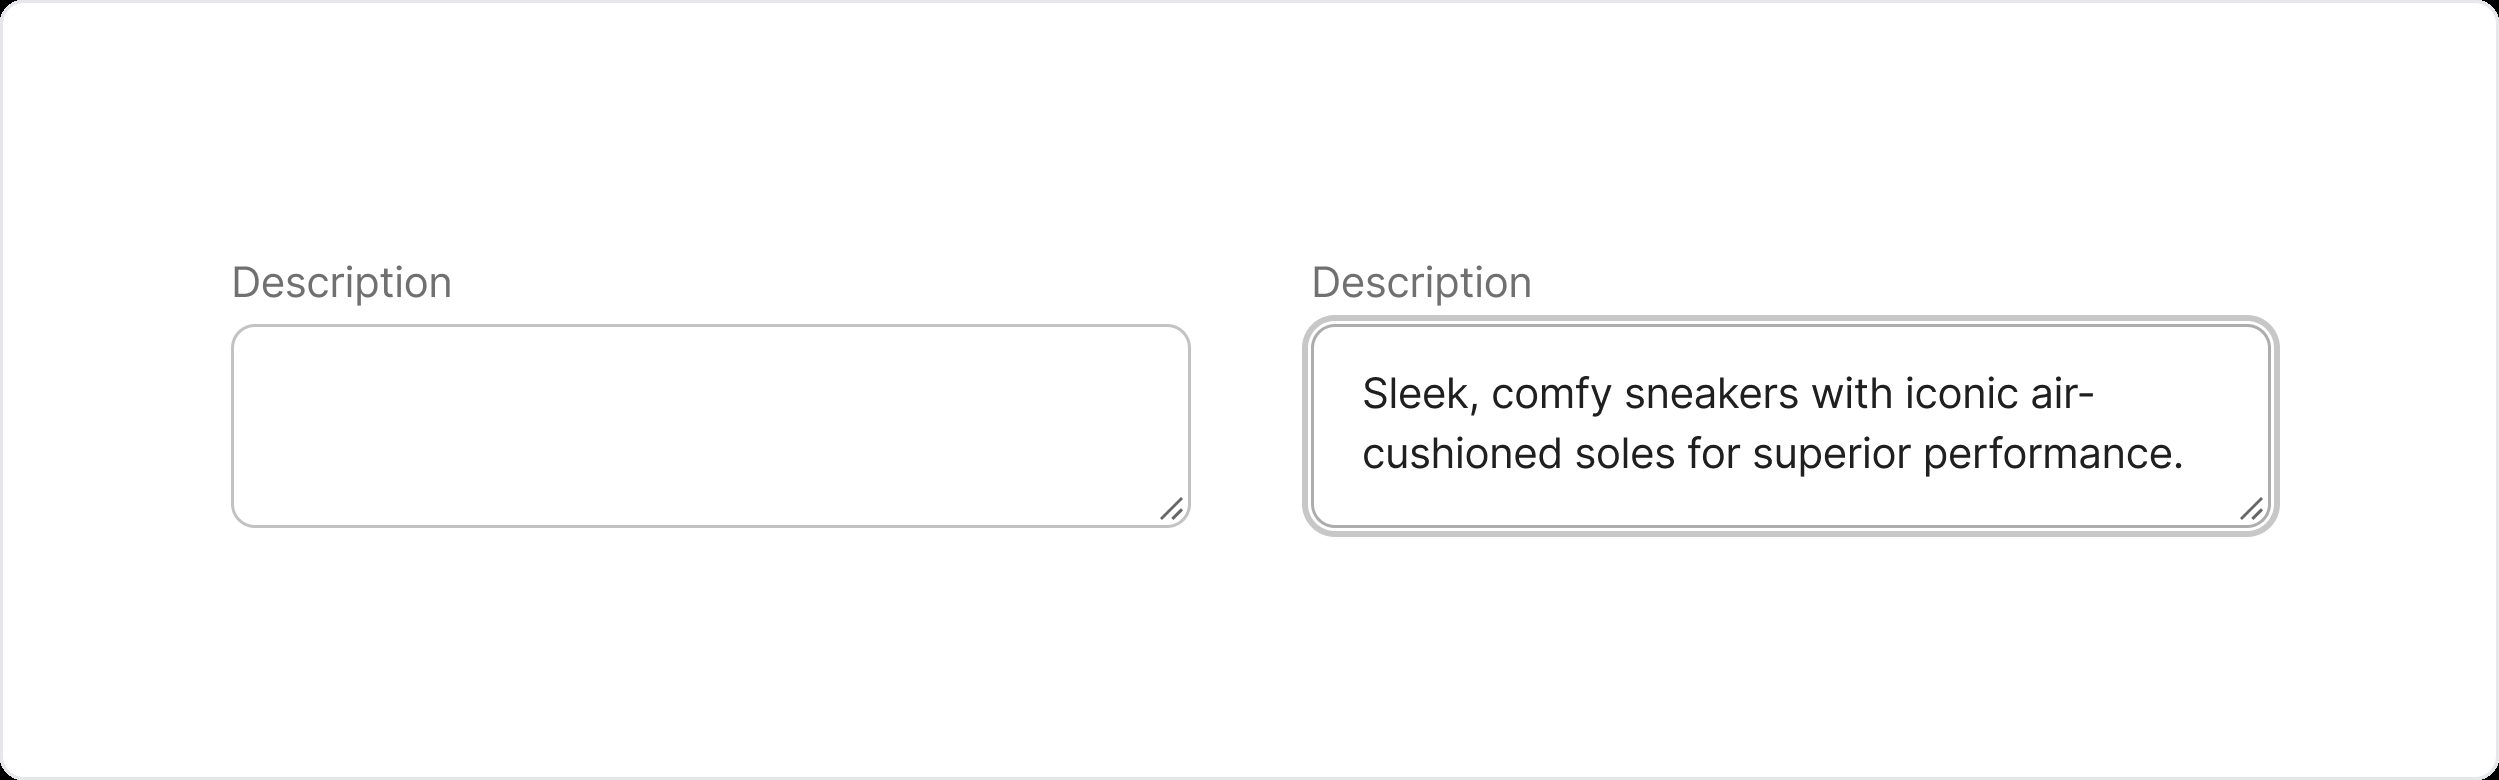 Description
Description
Sleek, comfy sneakers with iconic air-
cushioned soles for superior performance.